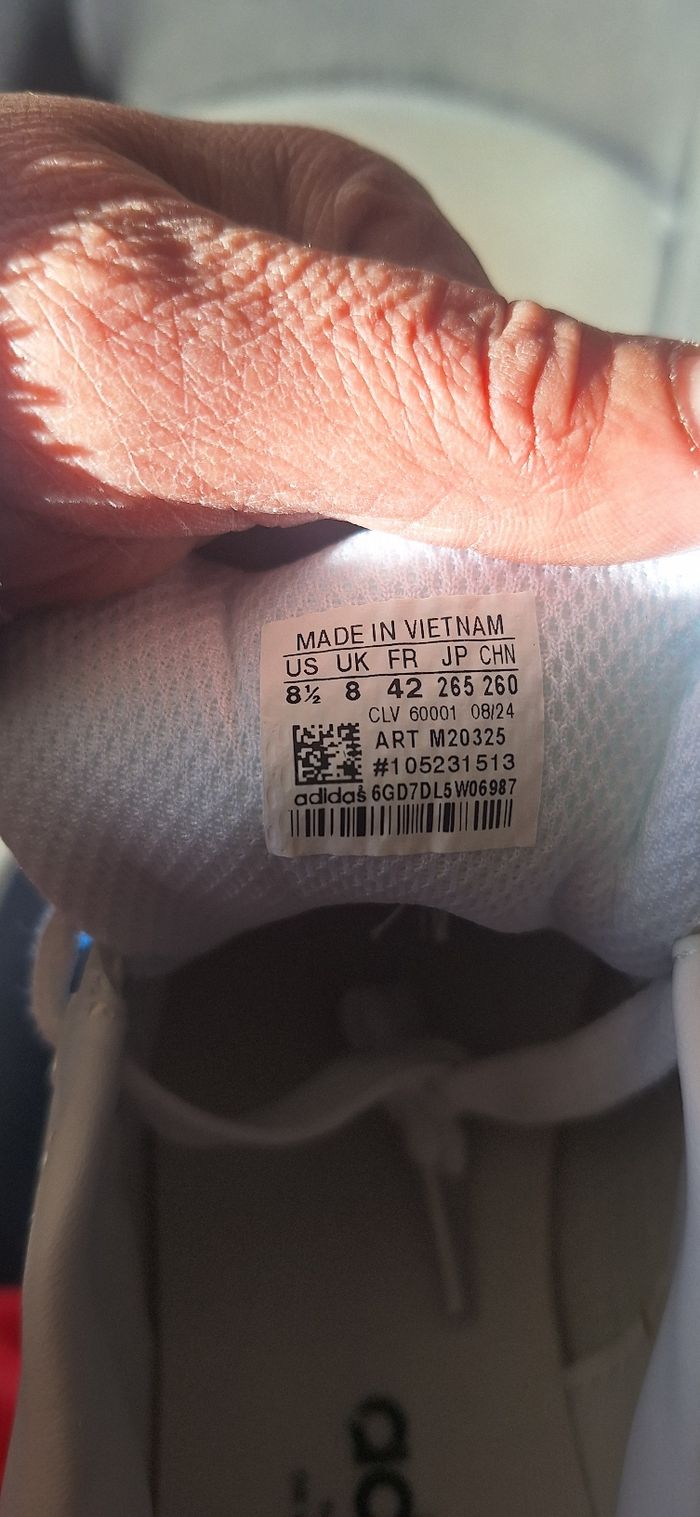 MADE IN VIETNAM
US UK FR JP CHN
8½ 8 42 265 260
CLV 60001 08/24
ART M20325
#105231513
adidas 6GD7DL5W06987